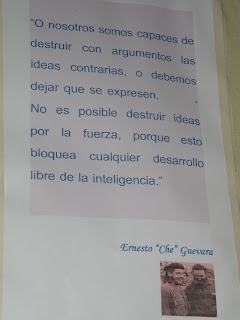 “O nosotros somos capaces de
destruir con argumentos las
ideas contrarias, o debemos
dejar que se expresen.
No es posible destruir ideas
por la fuerza, porque esto
bloquea cualquier desarrollo
libre de la inteligencia.”
Ernesto “Che” Guevara